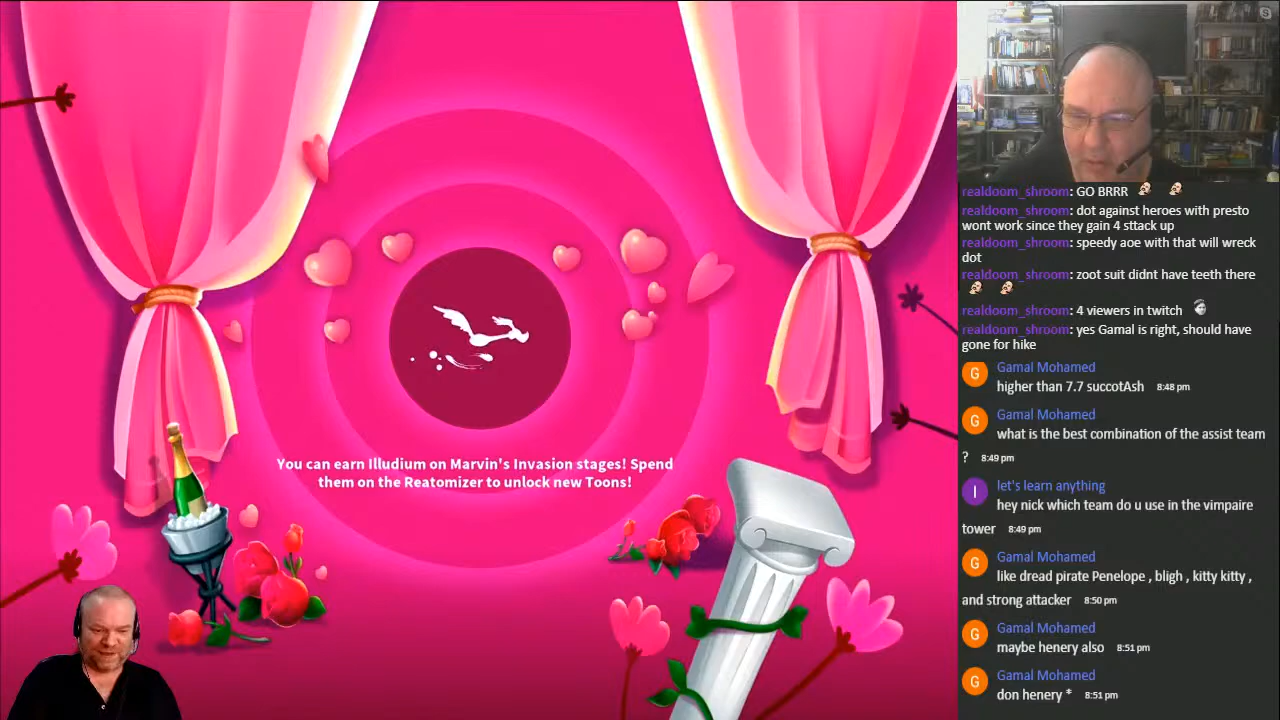 You can earn Illudium on Marvin's Invasion stages! Spend
them on the Reatomizer to unlock new Toons!
realdoom_shroom: GO BRRR
realdoom_shroom: dot against heroes with presto
wont work since they gain 4 sttack up
realdoom_shroom: speedy aoe with that will wreck
dot
realdoom_shroom: zoot suit didnt have teeth there
realdoom_shroom: 4 viewers in twitch
realdoom_shroom: yes Gamal is right, should have
gone for hike
G
Gamal Mohamed
higher than 7.7 succotAsh 8:48 pm
G
Gamal Mohamed
what is the best combination of the assist team
? 8:49 pm
I
let's learn anything
hey nick which team do u use in the vimpaire
tower 8:49 pm
G
Gamal Mohamed
like dread pirate Penelope , bligh , kitty kitty ,
and strong attacker 8:50 pm
G
Gamal Mohamed
maybe henery also 8:51 pm
G
Gamal Mohamed
don henery * 8:51 pm